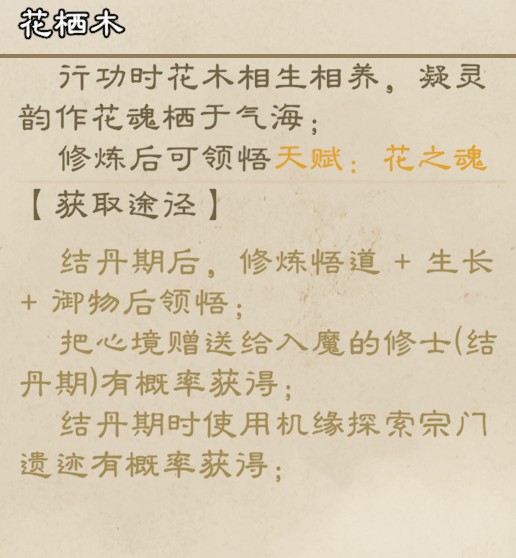 花栖木
行功时花木相生相养，凝灵
韵作花魂栖于气海；
修炼后可领悟天赋：花之魂
【获取途径】
结丹期后，修炼悟道 + 生长
+ 御物后领悟；
把心境赠送给入魔的修士(结
丹期)有概率获得；
结丹期时使用机缘探索宗门
遗迹有概率获得；